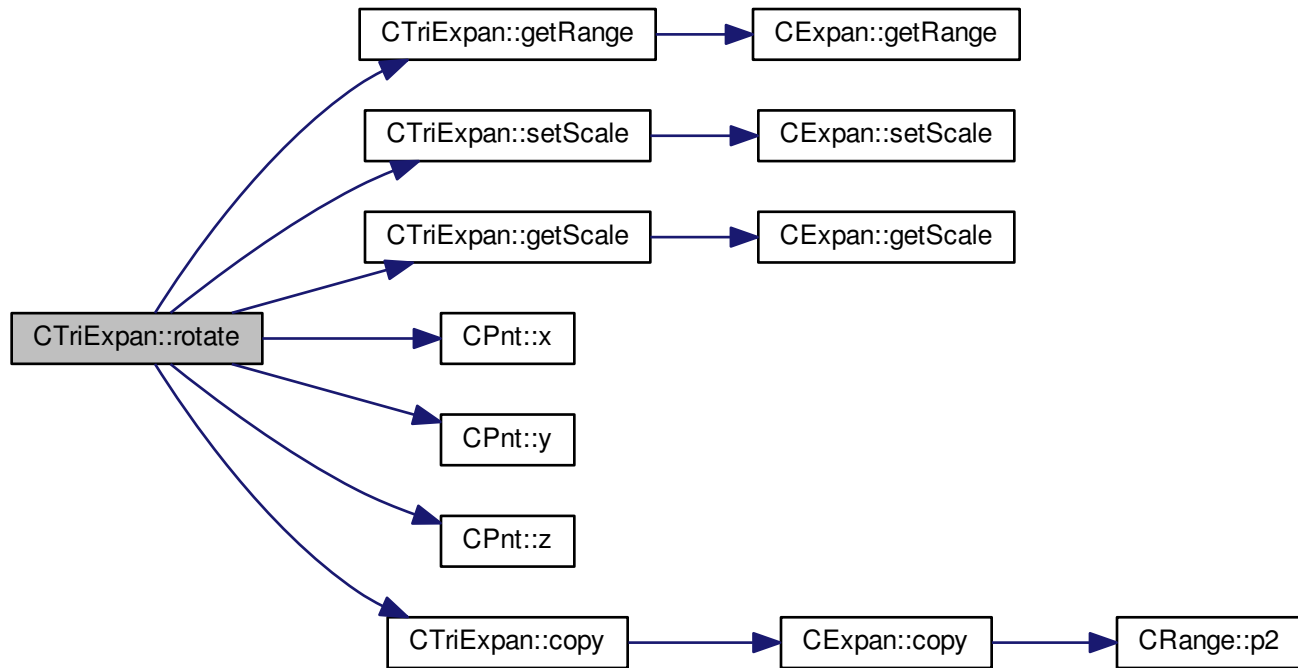 CTriExpan::getRange
CExpan::getRange
CTriExpan::setScale
CExpan::setScale
CTriExpan::getScale
CExpan::getScale
CTriExpan::rotate
CPnt::x
CPnt::y
CPnt::z
CTriExpan::copy
CExpan::copy
CRange::p2